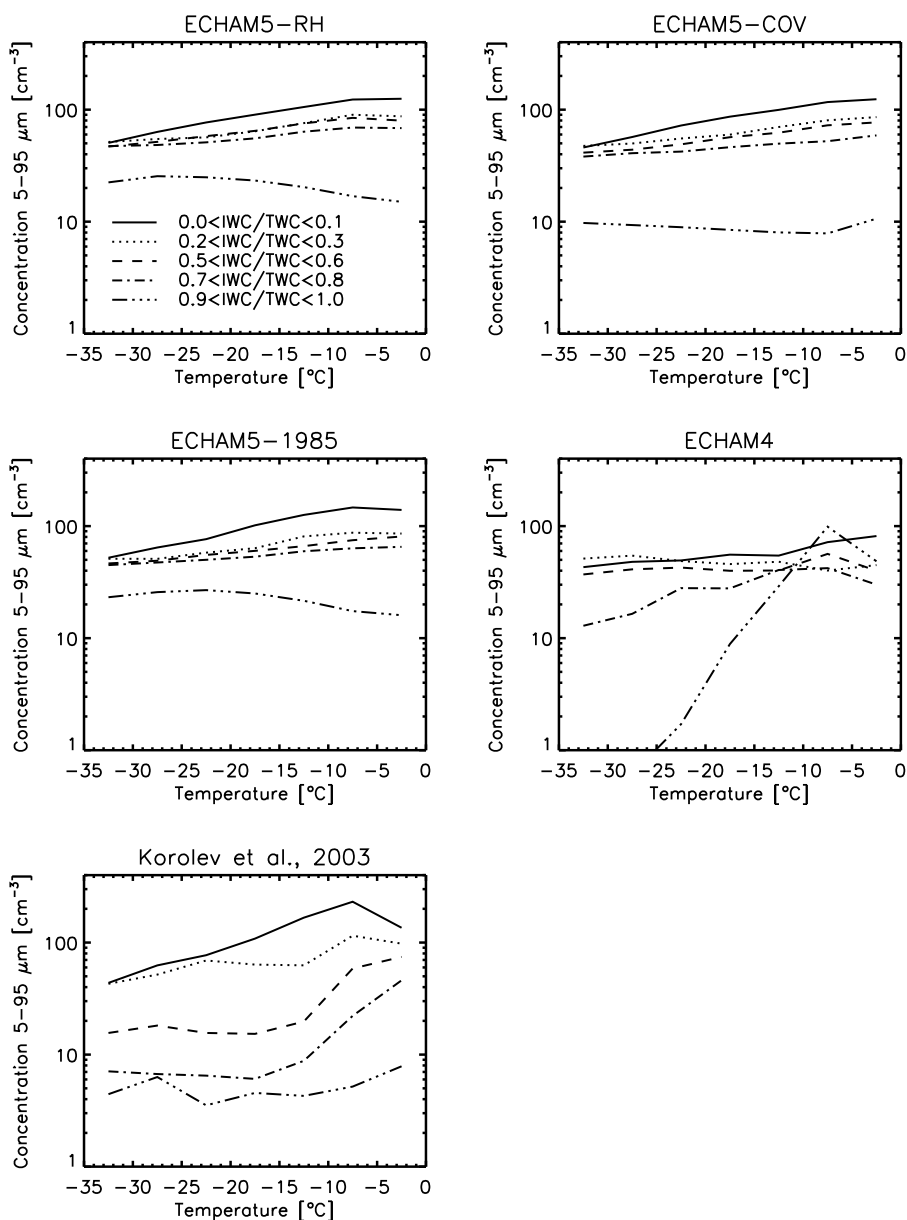 ECHAM5-RH
Concentration 5-95 μm [cm⁻³]
100
10
1
0.0<IWC/TWC<0.1
0.2<IWC/TWC<0.3
0.5<IWC/TWC<0.6
0.7<IWC/TWC<0.8
0.9<IWC/TWC<1.0
-35 -30 -25 -20 -15 -10 -5 0
Temperature [°C]
ECHAM5-COV
Concentration 5-95 μm [cm⁻³]
100
10
1
-35 -30 -25 -20 -15 -10 -5 0
Temperature [°C]
ECHAM5-1985
Concentration 5-95 μm [cm⁻³]
100
10
1
-35 -30 -25 -20 -15 -10 -5 0
Temperature [°C]
ECHAM4
Concentration 5-95 μm [cm⁻³]
100
10
1
-35 -30 -25 -20 -15 -10 -5 0
Temperature [°C]
Korolev et al., 2003
Concentration 5-95 μm [cm⁻³]
100
10
1
-35 -30 -25 -20 -15 -10 -5 0
Temperature [°C]